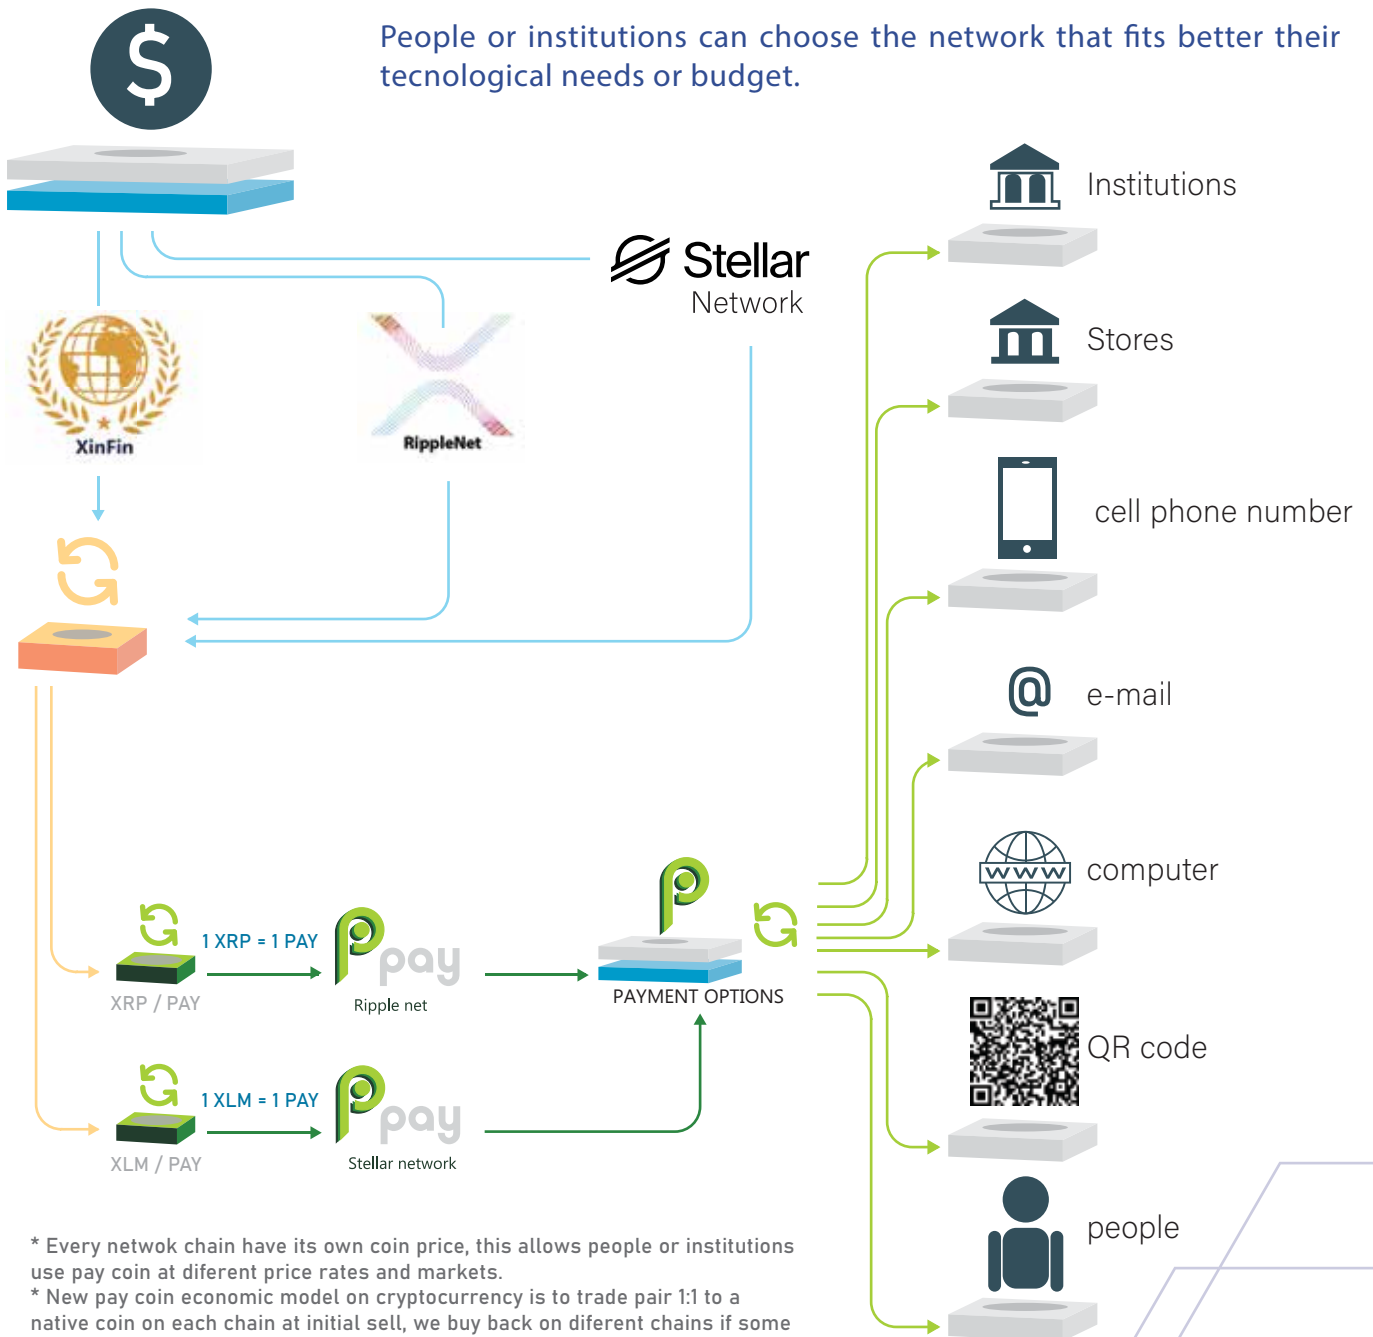 People or institutions can choose the network that fits better their
tecnological needs or budget.
$
Institutions
Stellar
Network
Stores
XinFin
RippleNet
cell phone number
@
e-mail
www
computer
1 XRP = 1 PAY
pay
XRP / PAY
Ripple net
PAYMENT OPTIONS
QR code
1 XLM = 1 PAY
pay
XLM / PAY
Stellar network
people
* Every netwok chain have its own coin price, this allows people or institutions
use pay coin at diferent price rates and markets.
* New pay coin economic model on cryptocurrency is to trade pair 1:1 to a
native coin on each chain at initial sell, we buy back on diferent chains if some